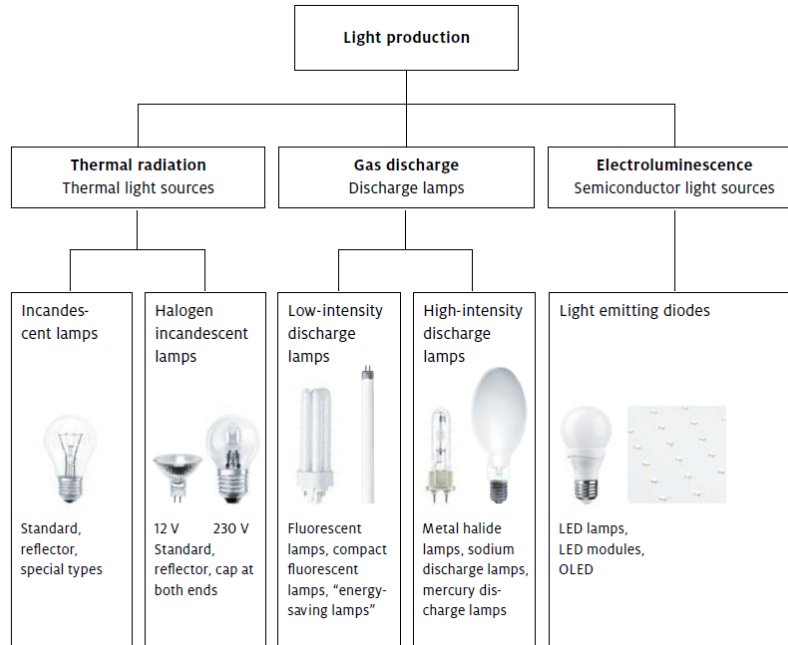 Light production
Thermal radiation
Thermal light sources
Gas discharge
Discharge lamps
Electroluminescence
Semiconductor light sources
Incandes-
cent lamps
Halogen
incandescent
lamps
Low-intensity
discharge
lamps
High-intensity
discharge
lamps
Light emitting diodes
Standard,
reflector,
special types
12 V 230 V
Standard,
reflector, cap at
both ends
Fluorescent
lamps, compact
fluorescent
lamps, “energy-
saving lamps”
Metal halide
lamps, sodium
discharge lamps,
mercury dis-
charge lamps
LED lamps,
LED modules,
OLED